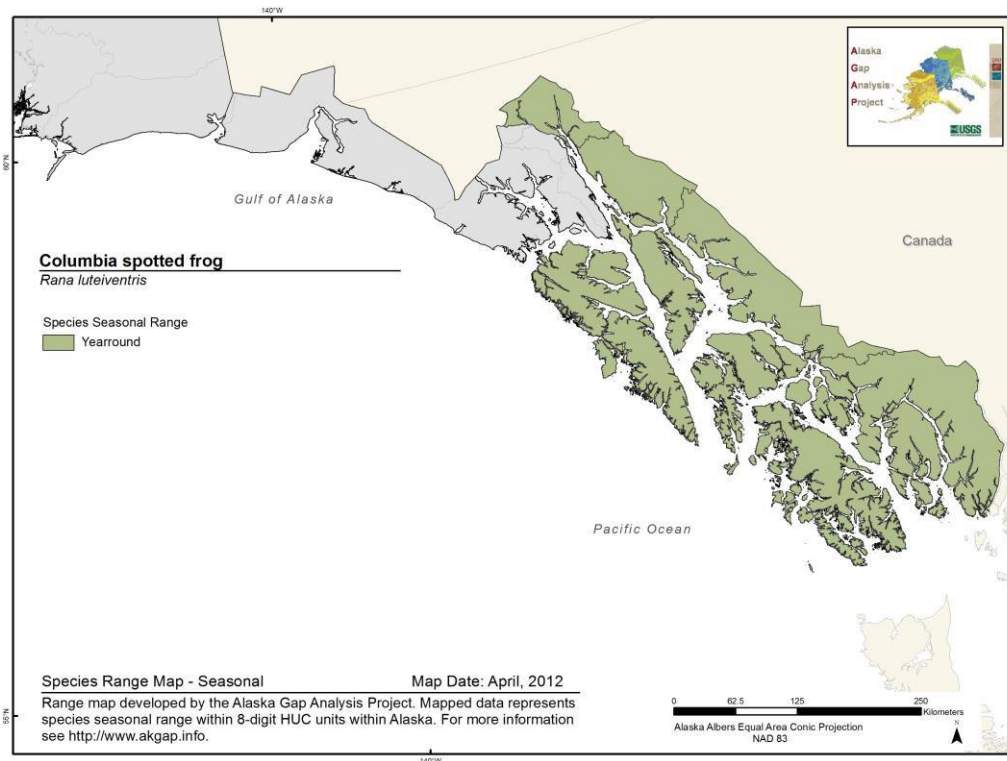 140°W
Alaska
Gap
Analysis
Project
USGS
60°N
Gulf of Alaska
Canada
Columbia spotted frog
Rana luteiventris
Species Seasonal Range
Yearround
Pacific Ocean
Species Range Map - Seasonal Map Date: April, 2012
Range map developed by the Alaska Gap Analysis Project. Mapped data represents
species seasonal range within 8-digit HUC units within Alaska. For more information
see http://www.akgap.info.
0 62.5 125 250
Kilometers
Alaska Albers Equal Area Conic Projection
NAD 83
N
55°N
140°W